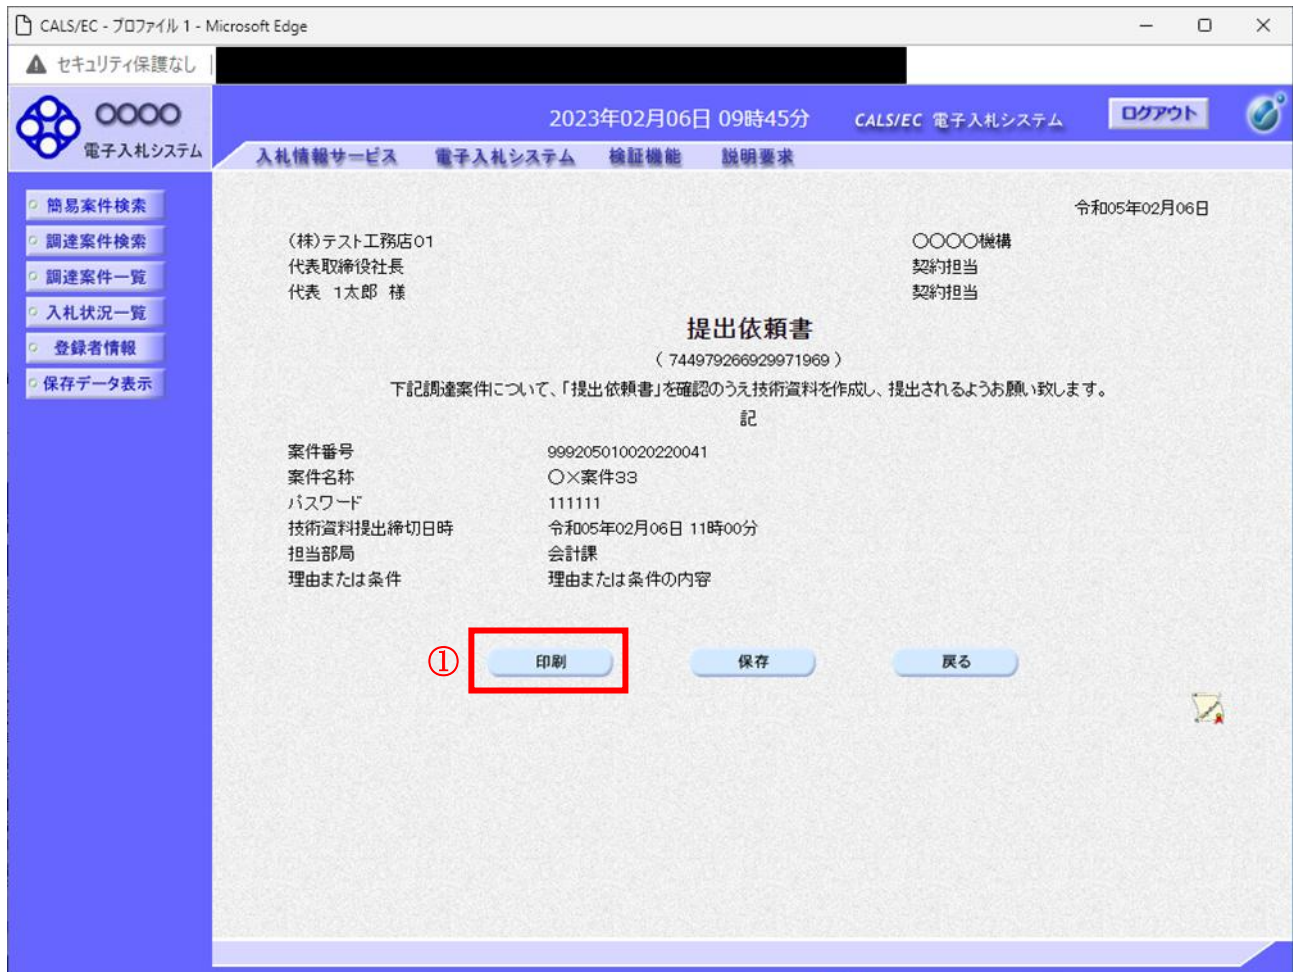 CALS/EC - プロファイル 1 - Microsoft Edge
セキュリティ保護なし
○○○○
電子入札システム
2023年02月06日 09時45分
CALS/EC 電子入札システム
ログアウト
入札情報サービス 電子入札システム 検証機能 説明要求
簡易案件検索
調達案件検索
調達案件一覧
入札状況一覧
登録者情報
保存データ表示
令和05年02月06日
(株)テスト工務店01
代表取締役社長
代表 1太郎 様
○○○○機構
契約担当
契約担当
提出依頼書
( 744979266929971969 )
下記調達案件について、「提出依頼書」を確認のうえ技術資料を作成し、提出されるようお願い致します。
記
案件番号 999205010020220041
案件名称 ○×案件33
パスワード 111111
技術資料提出締切日時 令和05年02月06日 11時00分
担当部局 会計課
理由または条件 理由または条件の内容
① 印刷 保存 戻る